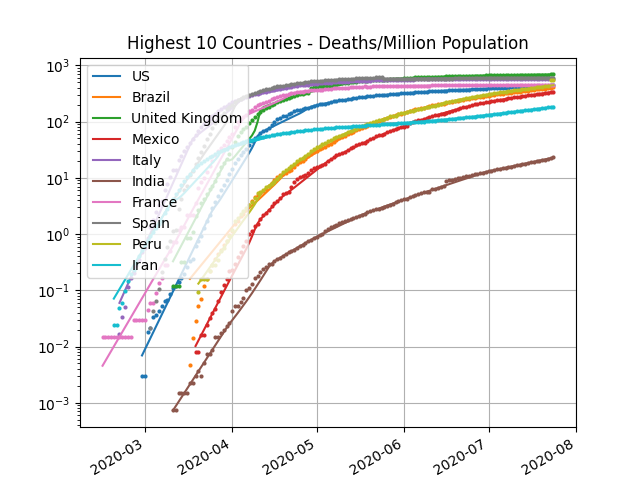 Highest 10 Countries - Deaths/Million Population
10³
10²
10¹
10⁰
10⁻¹
10⁻²
10⁻³
US
Brazil
United Kingdom
Mexico
Italy
India
France
Spain
Peru
Iran
2020-03
2020-04
2020-05
2020-06
2020-07
2020-08